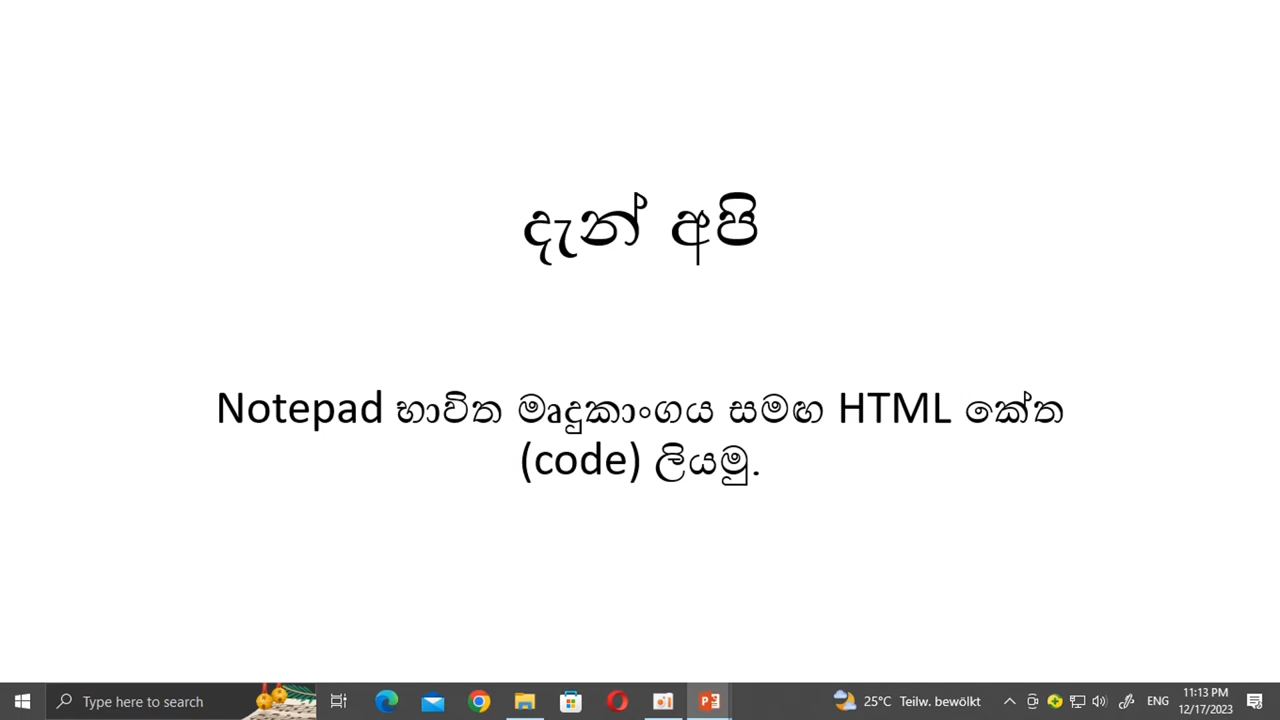 දැන් අපි
Notepad භාවිත මෘදුකාංගය සමඟ HTML කේත
(code) ලියමු.
Type here to search
25°C Teilw. bewölkt
ENG
11:13 PM
12/17/2023